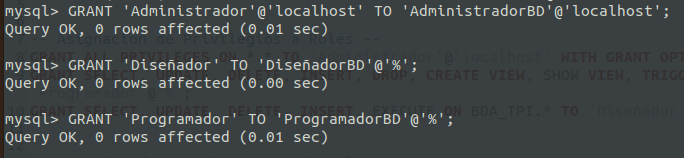 mysql> GRANT 'Administrador'@'localhost' TO 'AdministradorBD'@'localhost';
Query OK, 0 rows affected (0.01 sec)
mysql> GRANT 'Diseñador' TO 'DiseñadorBD'@'%';
Query OK, 0 rows affected (0.00 sec)
mysql> GRANT 'Programador' TO 'ProgramadorBD'@'%';
Query OK, 0 rows affected (0.01 sec)